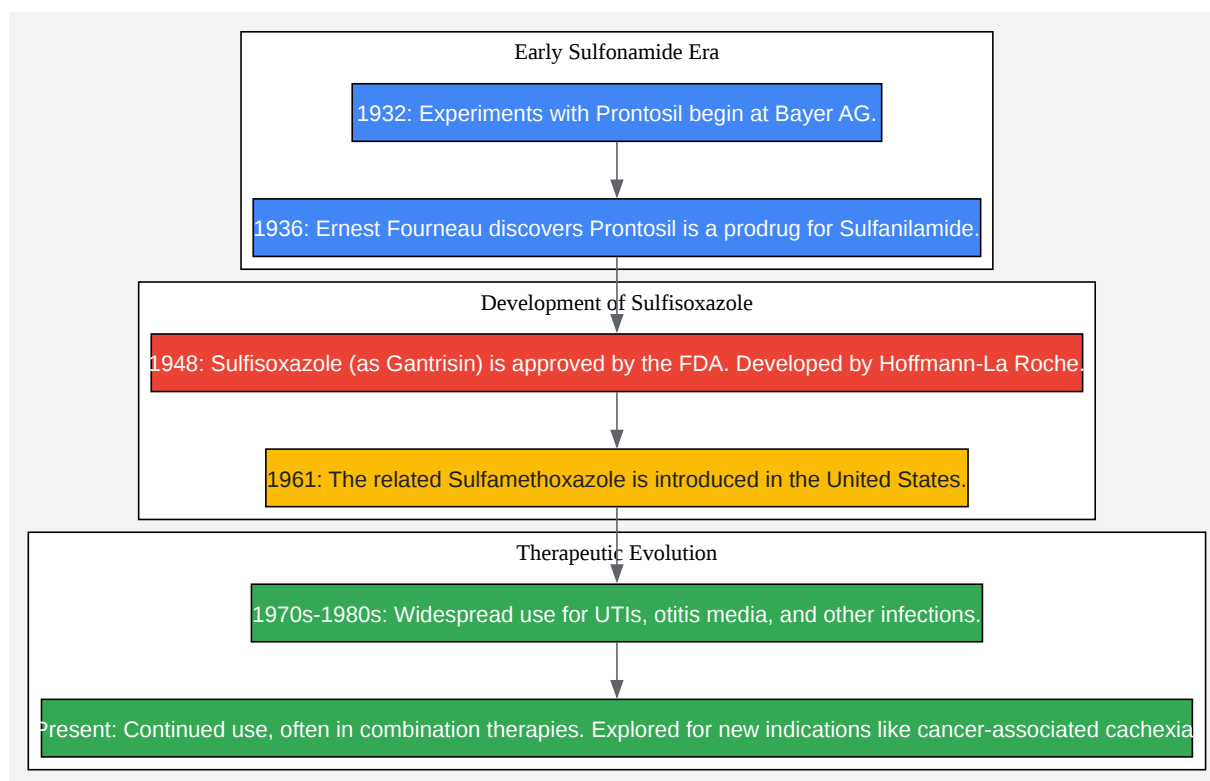 Early Sulfonamide Era
1932: Experiments with Prontosil begin at Bayer AG.
1936: Ernest Fourneau discovers Prontosil is a prodrug for Sulfanilamide.
Development of Sulfisoxazole
1948: Sulfisoxazole (as Gantrisin) is approved by the FDA. Developed by Hoffmann-La Roche.
1961: The related Sulfamethoxazole is introduced in the United States.
Therapeutic Evolution
1970s-1980s: Widespread use for UTIs, otitis media, and other infections.
Present: Continued use, often in combination therapies. Explored for new indications like cancer-associated cachexia